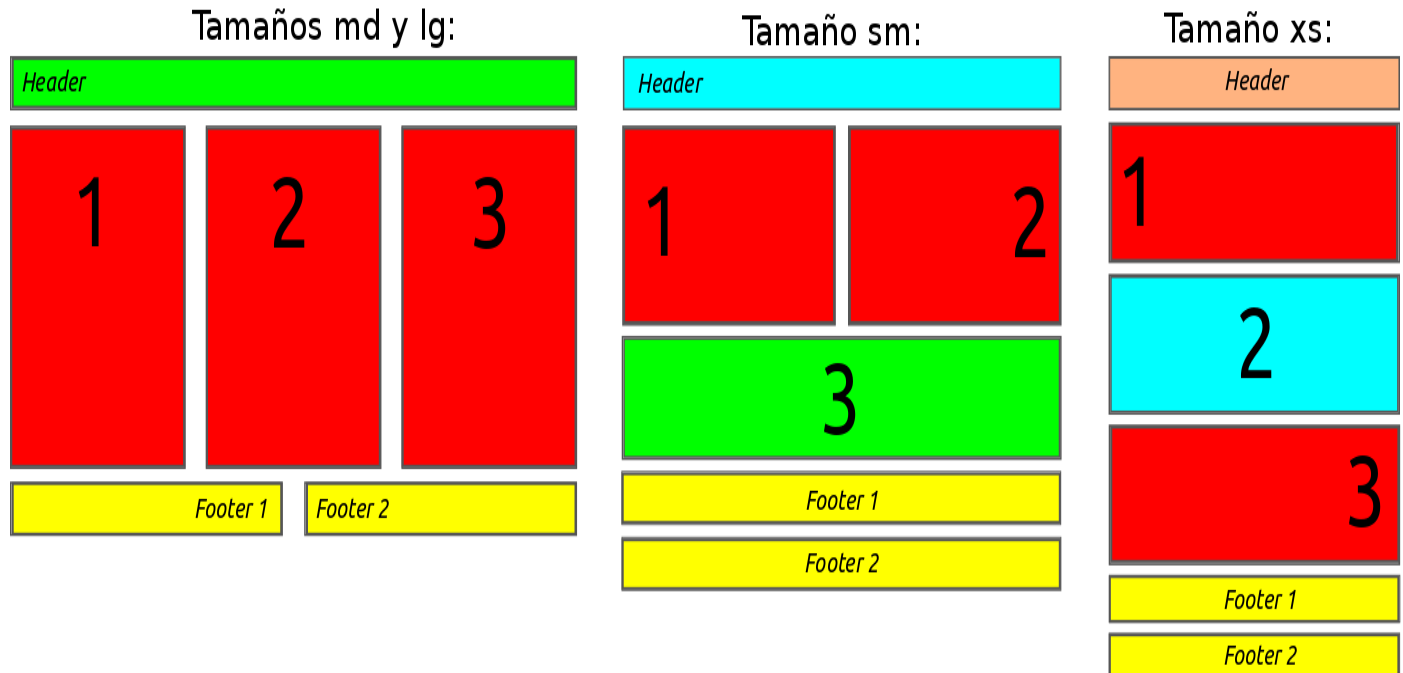 Tamaños md y lg:
Header
1 2 3
Footer 1 Footer 2
Tamaño sm:
Header
1 2
3
Footer 1
Footer 2
Tamaño xs:
Header
1
2
3
Footer 1
Footer 2